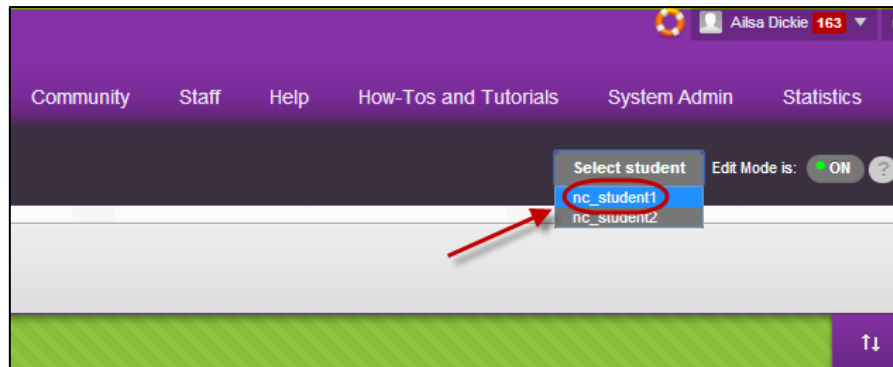 Ailsa Dickie 163
Community Staff Help How-Tos and Tutorials System Admin Statistics
Select student Edit Mode is: ON ?
nc_student1
nc_student2